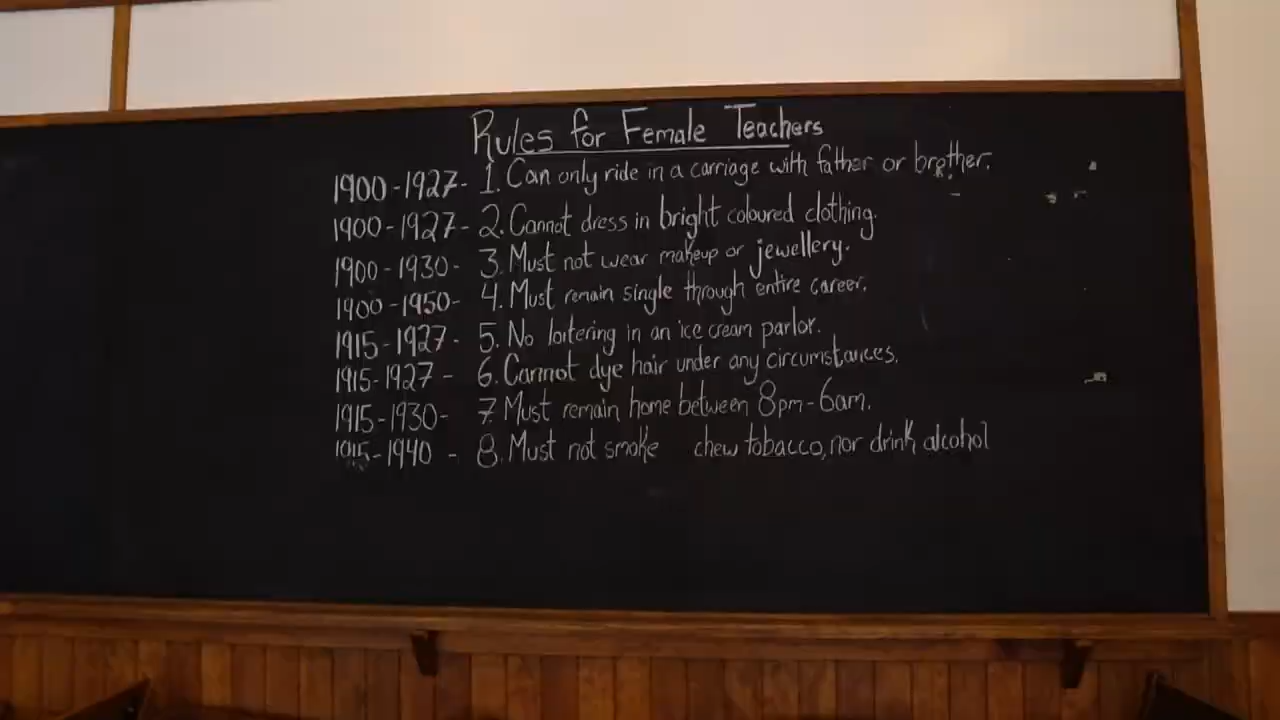 Rules for Female Teachers
1900-1927- 1. Can only ride in a carriage with father or brother.
1900-1927- 2. Cannot dress in bright coloured clothing.
1900-1930- 3. Must not wear makeup or jewellery.
1900-1950- 4. Must remain single through entire career.
1915-1927- 5. No loitering in an ice cream parlor.
1915-1927- 6. Cannot dye hair under any circumstances.
1915-1930- 7. Must remain home between 8pm-6am.
1915-1940 - 8. Must not smoke chew tobacco, nor drink alcohol